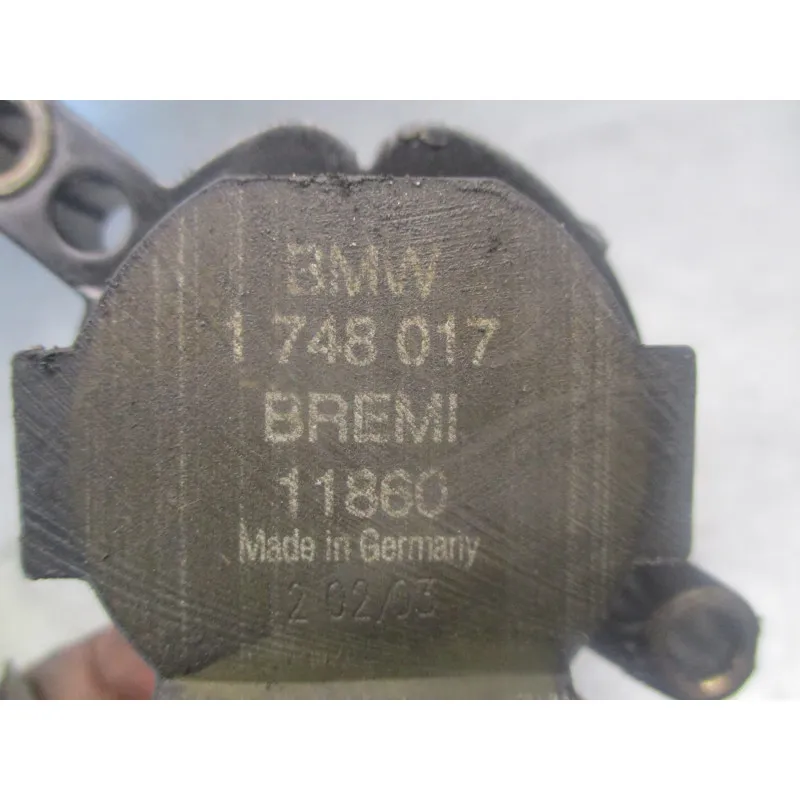 BMW
1 748 017
BREMI
11860
Made in Germany
2 02/03